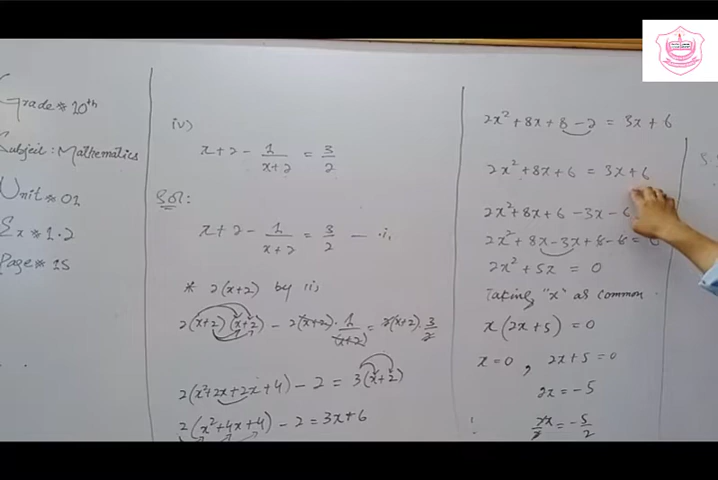 Grade * 10th
Subject: Mathematics
Unit * 01
Ex * 1.2
Page * 15
iv)
x+2 - 1/(x+2) = 3/2
Sol:
x+2 - 1/(x+2) = 3/2 — i,
* 2(x+2) by (i)
2(x+2)(x+2) - 2(x+2)·1/(x+2) = 2(x+2) 3/2
2(x²+2x+2x+4) - 2 = 3(x+2)
2(x²+4x+4) - 2 = 3x+6
2x²+8x+8-2 = 3x+6
2x²+8x+6 = 3x+6
2x²+8x+6-3x-6
2x²+8x-3x+6-6 = 0
2x²+5x = 0
Taking "x" as common
x(2x+5) = 0
x=0, 2x+5=0
2x = -5
2x/2 = -5/2